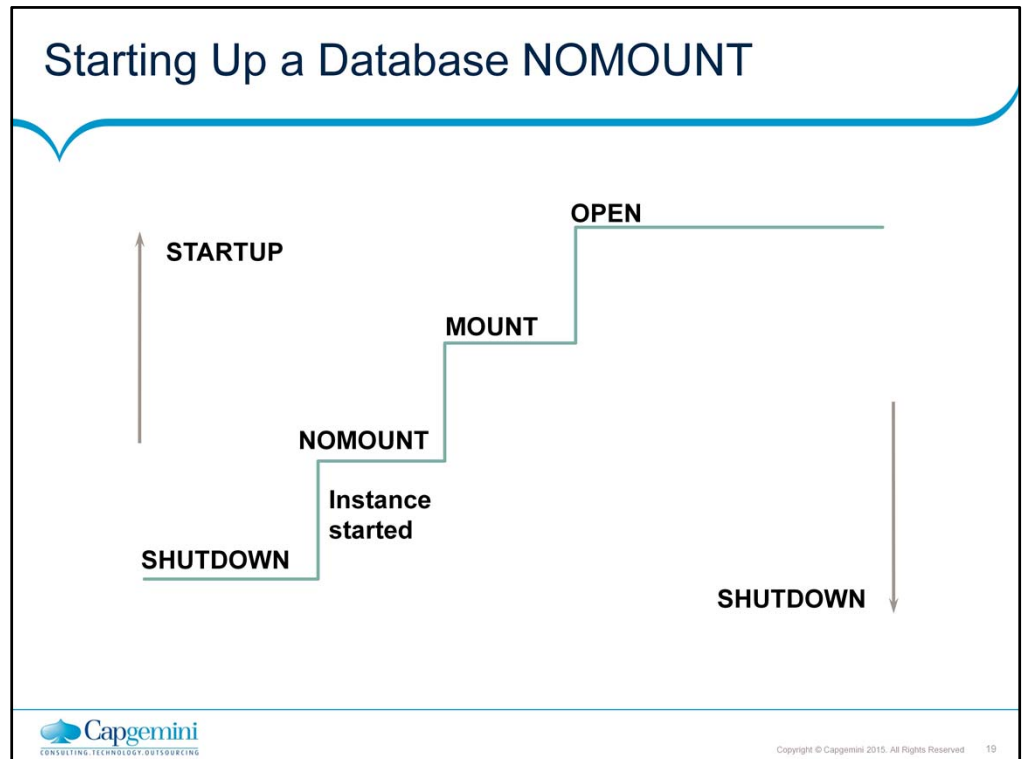 Starting Up a Database NOMOUNT
OPEN
STARTUP
MOUNT
NOMOUNT
Instance
started
SHUTDOWN
SHUTDOWN
Capgemini
CONSULTING.TECHNOLOGY.OUTSOURCING
Copyright © Capgemini 2015. All Rights Reserved 19